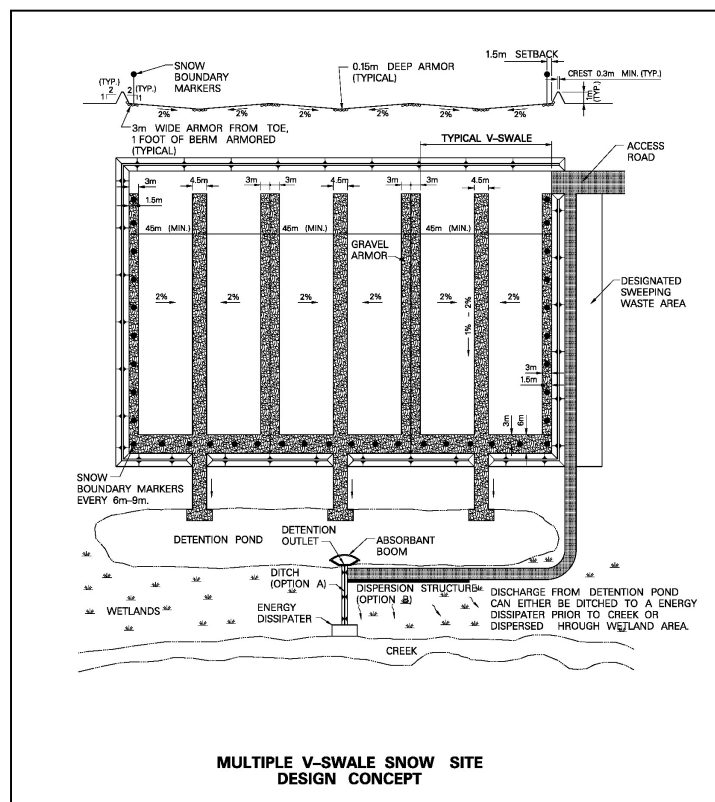 SNOW
BOUNDARY
MARKERS
0.15m DEEP ARMOR
(TYPICAL)
1.5m SETBACK
CREST 0.3m MIN. (TYP.)
1m
(TYP.)
(TYP.)
2
1
2
(TYP.)
1
2%
2%
2%
2%
2%
2%
3m WIDE ARMOR FROM TOE,
1 FOOT OF BERM ARMORED
(TYPICAL)
TYPICAL V-SWALE
ACCESS
ROAD
3m
4.5m
3m
3m
4.5m
3m
3m
4.5m
1.5m
45m (MIN.)
45m (MIN.)
45m (MIN.)
GRAVEL
ARMOR
DESIGNATED
SWEEPING
WASTE AREA
2%
2%
2%
2%
2%
2%
1% - 2%
3m
1.5m
3m
6m
SNOW
BOUNDARY MARKERS
EVERY 6m-9m.
DETENTION POND
DETENTION
OUTLET
ABSORBANT
BOOM
DITCH
(OPTION A)
DISPERSION STRUCTURE
(OPTION B)
DISCHARGE FROM DETENTION POND
CAN EITHER BE DITCHED TO A ENERGY
DISSIPATER PRIOR TO CREEK OR
DISPERSED HROUGH WETLAND AREA.
WETLANDS
ENERGY
DISSIPATER
CREEK
MULTIPLE V-SWALE SNOW SITE
DESIGN CONCEPT